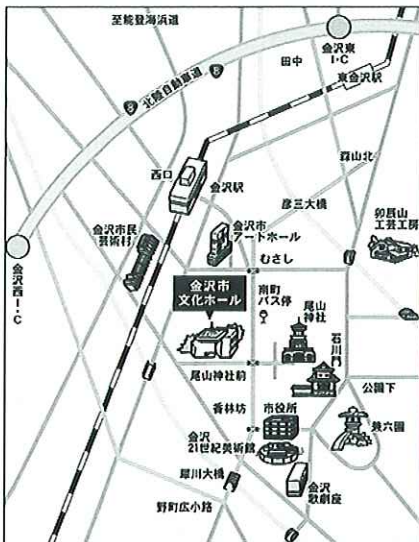 至能登海浜道
金沢東
I・C
田中
東金沢駅
8
北陸自動車道
8
森山北
西口
金沢駅
彦三大橋
卯辰山
工芸工房
金沢市民
芸術村
金沢市
アートホール
むさし
金沢西I・C
金沢市
文化ホール
南町
バス停
尾山
神社
石川門
尾山神社前
公園下
香林坊
市役所
兼六園
金沢
21世紀美術館
犀川大橋
金沢
歌劇座
野町広小路